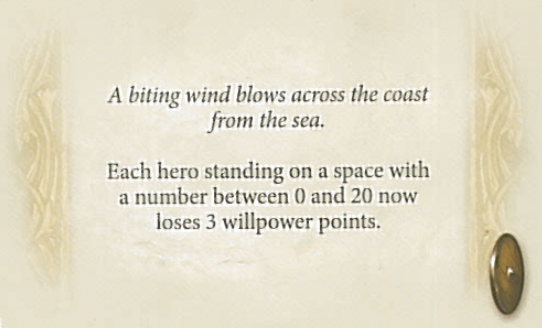 A biting wind blows across the coast
from the sea.
Each hero standing on a space with
a number between 0 and 20 now
loses 3 willpower points.